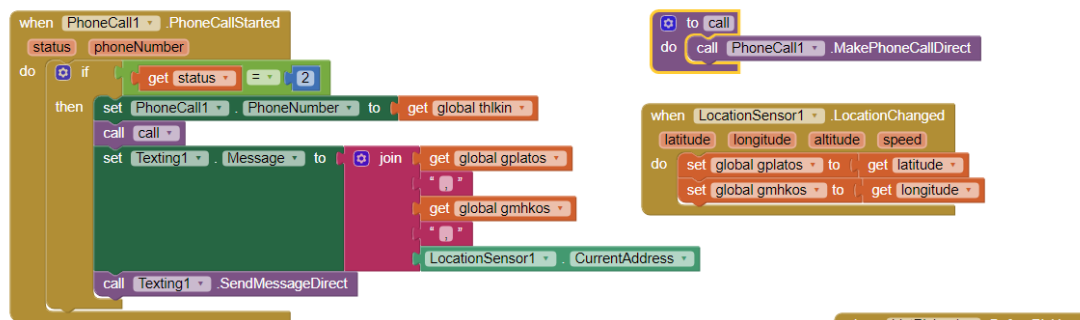 when PhoneCall1 .PhoneCallStarted
status phoneNumber
do if get status = 2
then set PhoneCall1 . PhoneNumber to get global thlkin
call call
set Texting1 . Message to join get global gplatos
" , "
get global gmhkos
" , "
LocationSensor1 . CurrentAddress
call Texting1 .SendMessageDirect
to call
do call PhoneCall1 .MakePhoneCallDirect
when LocationSensor1 .LocationChanged
latitude longitude altitude speed
do set global gplatos to get latitude
set global gmhkos to get longitude